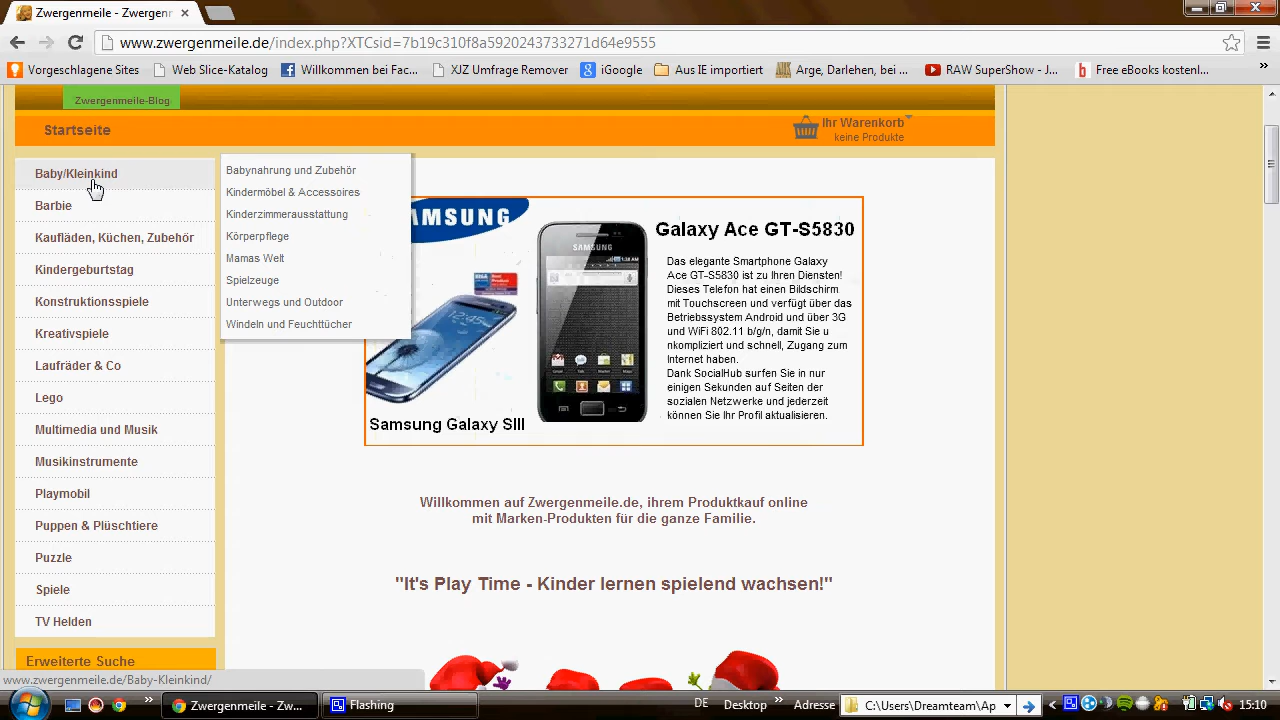 Zwergenmeile - Zwergenr
www.zwergenmeile.de/index.php?XTCsid=7b19c310f8a5920243733271d64e9555
Vorgeschlagene Sites
Web Slice-Katalog
Willkommen bei Fac...
XJZ Umfrage Remover
iGoogle
Aus IE importiert
Arge, Darlehen, bei ...
RAW SuperShow - J...
Free eBooks kostenl...
Zwergenmeile-Blog
Startseite
Ihr Warenkorb
keine Produkte
Baby/Kleinkind
Barbie
Kaufläden, Küchen, Zubehör
Kindergeburtstag
Konstruktionsspiele
Kreativspiele
Laufräder & Co
Lego
Multimedia und Musik
Musikinstrumente
Playmobil
Puppen & Plüschtiere
Puzzle
Spiele
TV Helden
Erweiterte Suche
Babynahrung und Zubehör
Kindermöbel & Accessoires
Kinderzimmerausstattung
Körperpflege
Mamas Welt
Spielzeuge
Unterwegs und Outdoor
Windeln und Feuchttücher
AMSUNG
SAMSUNG
Samsung Galaxy SIII
Galaxy Ace GT-S5830
Das elegante Smartphone Galaxy
Ace GT-S5830 ist zu Ihren Diensten!
Dieses Telefon hat einen Bildschirm
mit Touchscreen und verfügt über das
Betriebssystem Android und über 3G
und WiFi 802.11 b/g/n, damit Sie u
nkompliziert und schnell, Zugang zum
Internet haben.
Dank SocialHub surfen Sie in nur
einigen Sekunden auf Seiten der
sozialen Netzwerke und jederzeit
können Sie Ihr Profil aktualisieren.
Willkommen auf Zwergenmeile.de, ihrem Produktkauf online
mit Marken-Produkten für die ganze Familie.
"It's Play Time - Kinder lernen spielend wachsen!"
www.zwergenmeile.de/Baby-Kleinkind/
Zwergenmeile - Zw...
Flashing
DE
Desktop
Adresse
C:\Users\Dreamteam\Ap
15:10